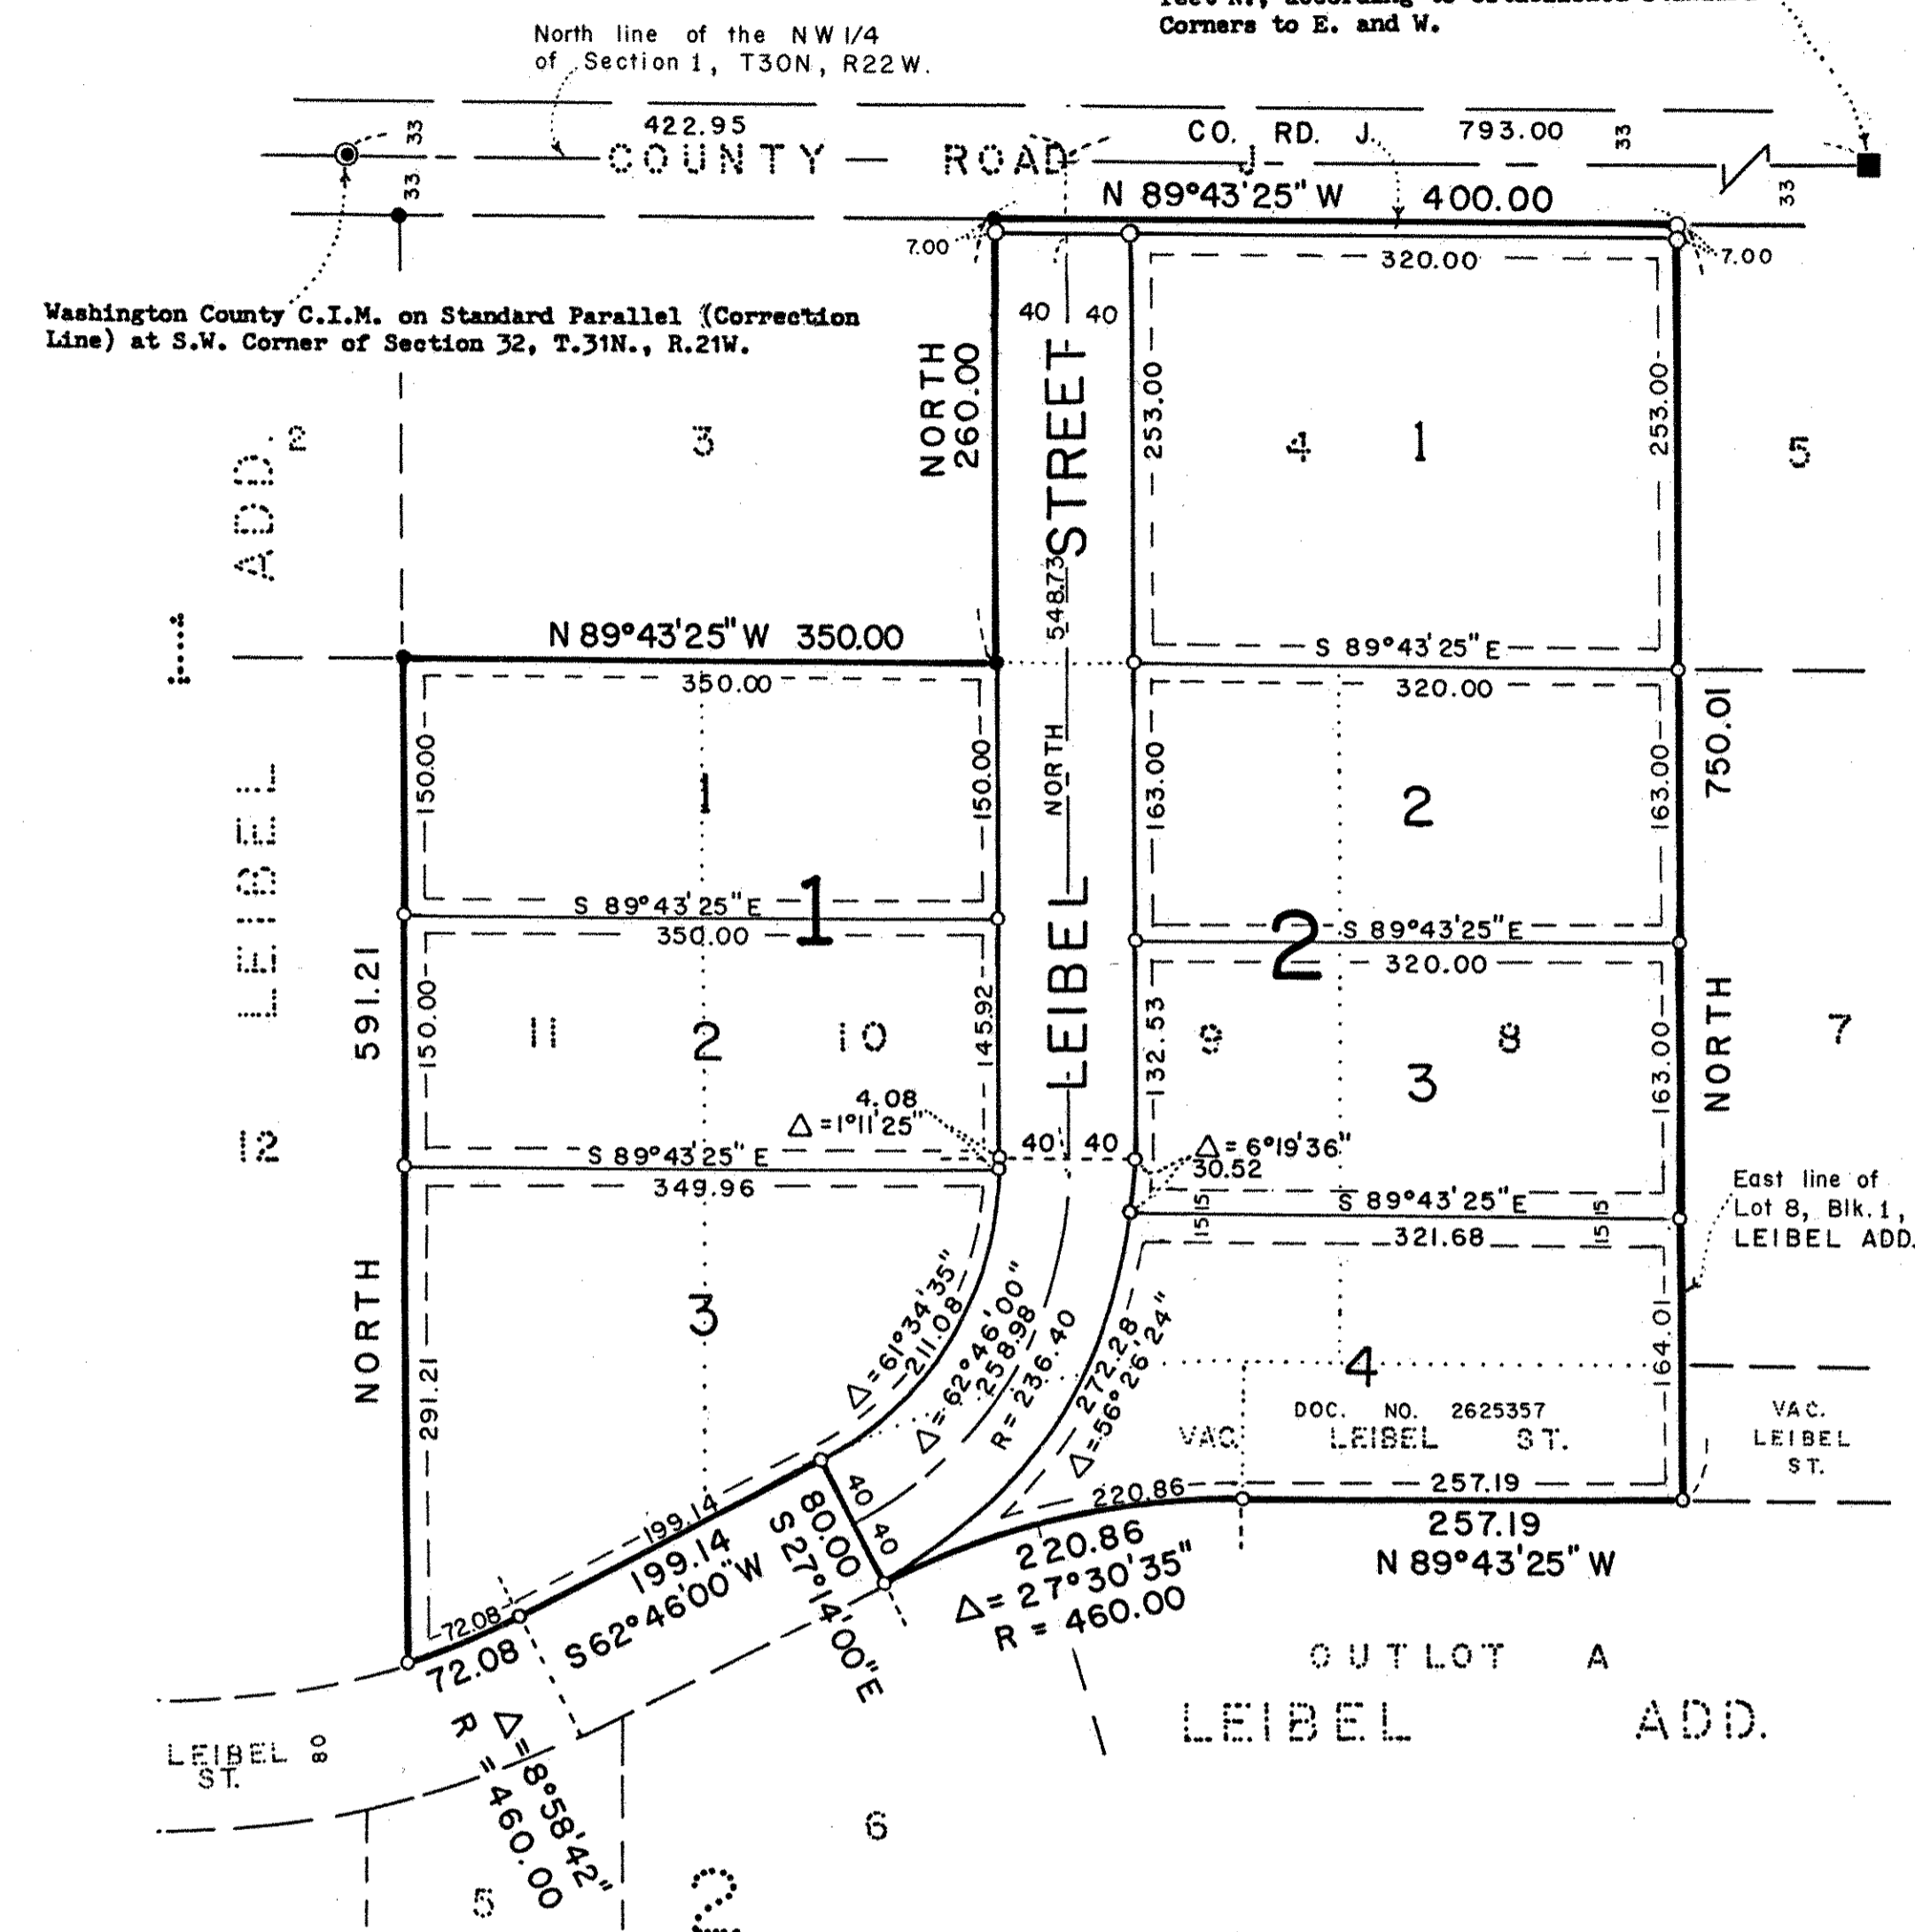 Corners to E. and W.
North line of the NW 1/4
of Section 1, T30N, R22W.
33
422.95
CO. RD. J.
793.00
33
COUNTY ROAD J
33
N 89°43'25" W 400.00
33
7.00
320.00
7.00
Washington County C.I.M. on Standard Parallel (Correction
Line) at S.W. Corner of Section 32, T.31N., R.21W.
40 40
NORTH
260.00
STREET
253.00
253.00
ADD.
2
3
4
1
5
548.73
1
N 89°43'25" W 350.00
S 89°43'25" E
350.00
320.00
150.00
150.00
NORTH
163.00
163.00
750.01
1
2
LEIBEL
S 89°43'25" E
1
350.00
LEIBEL
2
S 89°43'25" E
320.00
591.21
150.00
145.92
132.53
163.00
NORTH
11
2
10
9
8
7
3
4.08
Δ = 1°11'25"
12
40 40
Δ = 6°19'36"
30.52
S 89°43'25" E
349.96
S 89°43'25" E
15 15
15 15
321.68
East line of
Lot 8, Blk. 1,
LEIBEL ADD.
NORTH
291.21
3
Δ = 61°34'35"
211.08
Δ = 62°46'00"
258.98
R = 236.40
272.28
Δ = 56°26'24"
164.01
4
DOC. NO. 2625357
VAC. LEIBEL ST.
VAC.
LEIBEL
ST.
220.86
257.19
257.19
N 89°43'25" W
199.14
199.14
S 62°46'00" W
40
40
80.00
S 27°14'00" E
220.86
Δ = 27°30'35"
R = 460.00
72.08
72.08
Δ = 8°58'42"
R = 460.00
OUTLOT A
LEIBEL ADD.
LEIBEL
ST.
80
6
5
2